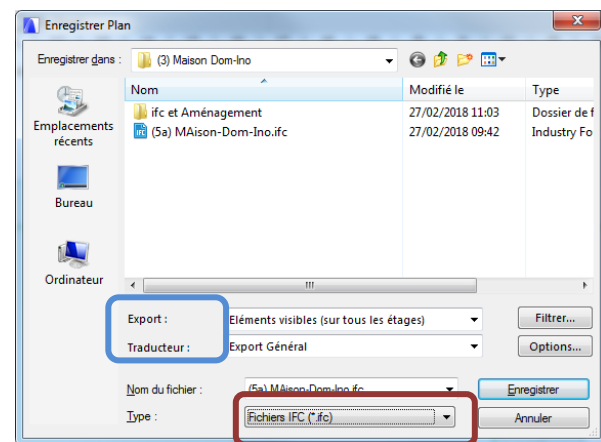 Enregistrer Plan
Enregistrer dans : (3) Maison Dom-Ino
Nom Modifié le Type
ifc et Aménagement 27/02/2018 11:03 Dossier de f
(5a) MAison-Dom-Ino.ifc 27/02/2018 09:42 Industry Fo
Emplacements
récents
Bureau
Ordinateur
Export : Eléments visibles (sur tous les étages) Filtrer...
Traducteur : Export Général Options...
Nom du fichier : (5a) MAison-Dom-Ino.ifc Enregistrer
Type : Fichiers IFC (*.ifc) Annuler